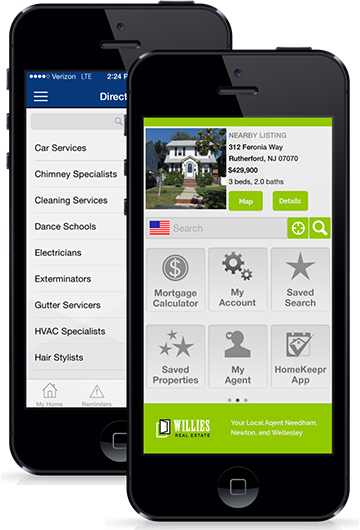 Verizon LTE 2:24 P
Direct
Car Services
Chimney Specialists
Cleaning Services
Dance Schools
Electricians
Exterminators
Gutter Servicers
HVAC Specialists
Hair Stylists
My Home
Reminders
NEARBY LISTING
312 Feronia Way
Rutherford, NJ 07070
$429,900
3 beds, 2.0 baths
Map
Details
Search
Mortgage
Calculator
My
Account
Saved
Search
Saved
Properties
My
Agent
HomeKeepr
App
WILLIES
REAL ESTATE
Your Local Agent Needham,
Newton, and Wellesley